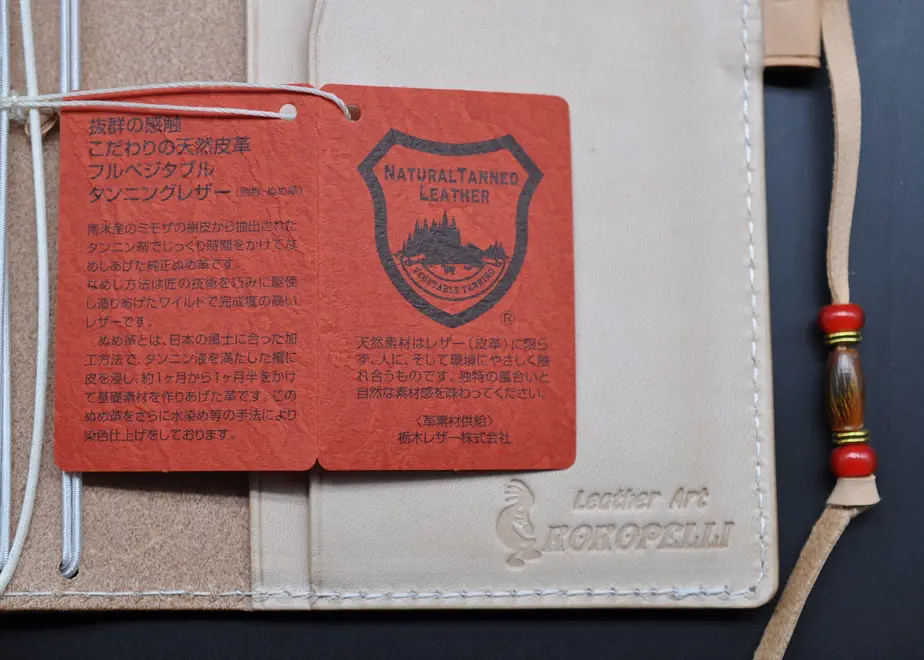 抜群の感触
こだわりの天然皮革
フルベジタブル
タンニングレザー(別称、ぬめ革)
南米産のミモザの樹皮から抽出された
タンニン剤でじっくり時間をかけてな
めしあげた純正ぬめ革です。
なめし方法は匠の技術を巧みに駆使
し造りあげたワイルドで完成度の高い
レザーです。
ぬめ革とは、日本の風土に合った加
工方法で、タンニン液を満たした槽に
皮を浸し、約1ヶ月から1ヶ月半をかけ
て基礎素材を作りあげた革です。この
ぬめ革をさらに水染め等の手法により
染色仕上げをしております。
NATURALTANNED
LEATHER
VEGETABLE TANNING
®
天然素材はレザー(皮革)に限ら
ず、人に、そして環境にやさしく触
れ合うものです。独特の風合いと
自然な素材感を味わってください。
〈革素材供給〉
栃木レザー株式会社
Leather Art
KOKOPELLI